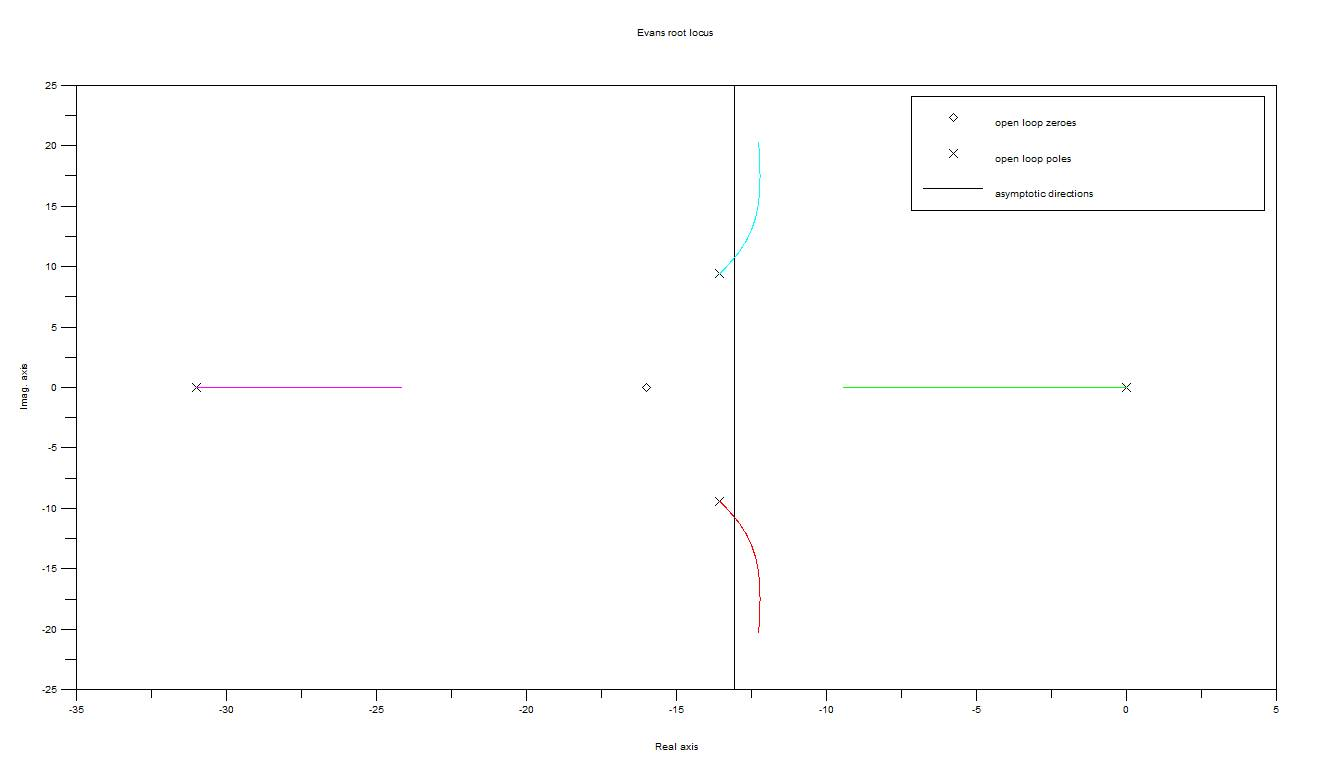 Evans root locus
25
20
15
10
5
0
-5
-10
-15
-20
-25
Imag. axis
open loop zeroes
open loop poles
asymptotic directions
-35 -30 -25 -20 -15 -10 -5 0 5
Real axis